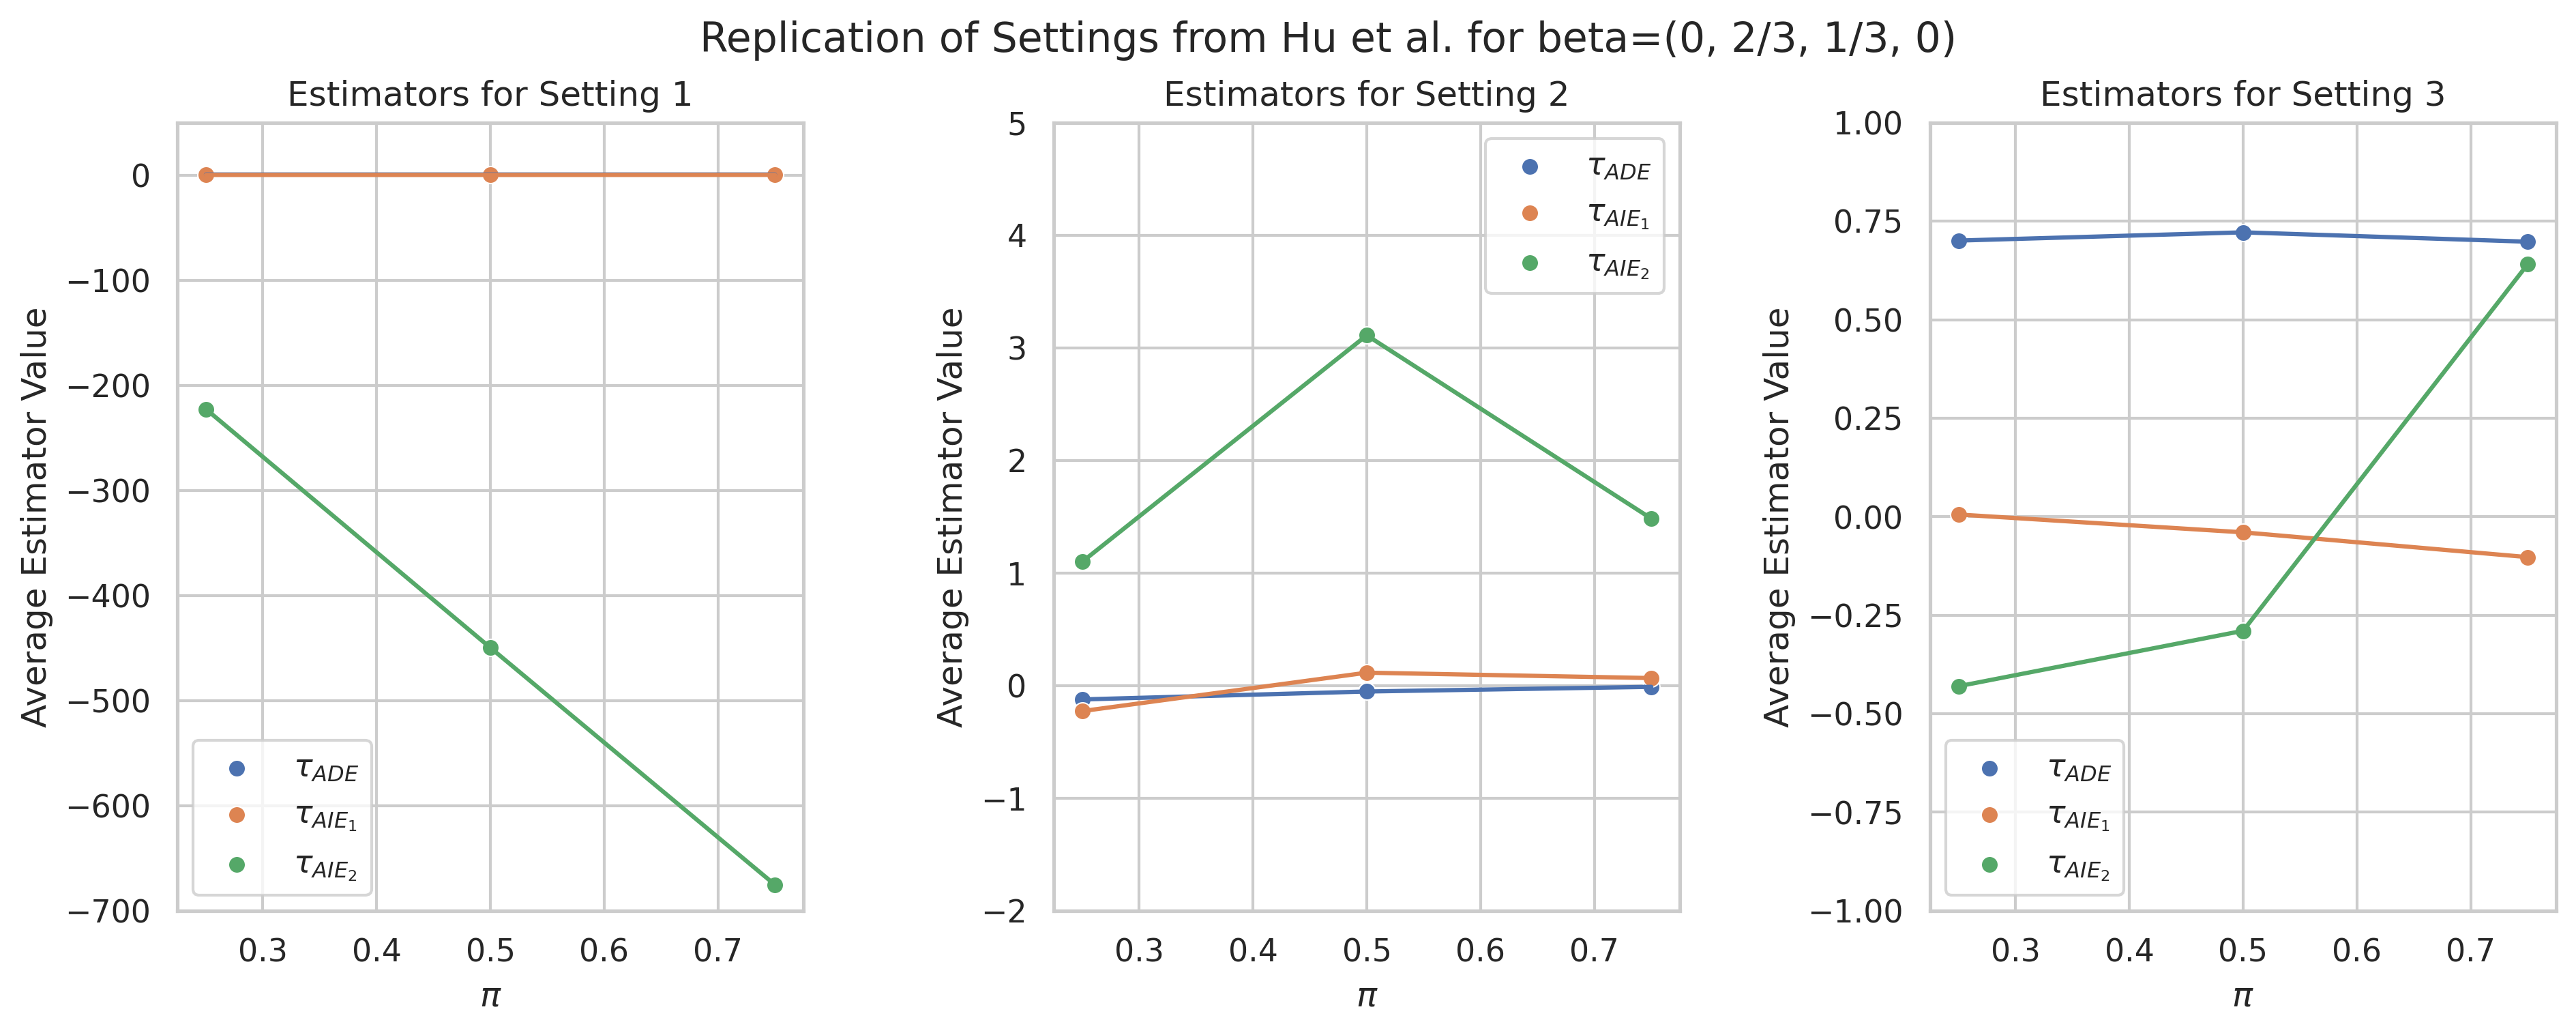 Replication of Settings from Hu et al. for beta=(0, 2/3, 1/3, 0)
Estimators for Setting 1
0
−100
−200
−300
−400
−500
−600
−700
Average Estimator Value
τ_ADE
τ_AIE₁
τ_AIE₂
0.3 0.4 0.5 0.6 0.7
π
Estimators for Setting 2
5
4
3
2
1
0
−1
−2
Average Estimator Value
τ_ADE
τ_AIE₁
τ_AIE₂
0.3 0.4 0.5 0.6 0.7
π
Estimators for Setting 3
1.00
0.75
0.50
0.25
0.00
−0.25
−0.50
−0.75
−1.00
Average Estimator Value
τ_ADE
τ_AIE₁
τ_AIE₂
0.3 0.4 0.5 0.6 0.7
π